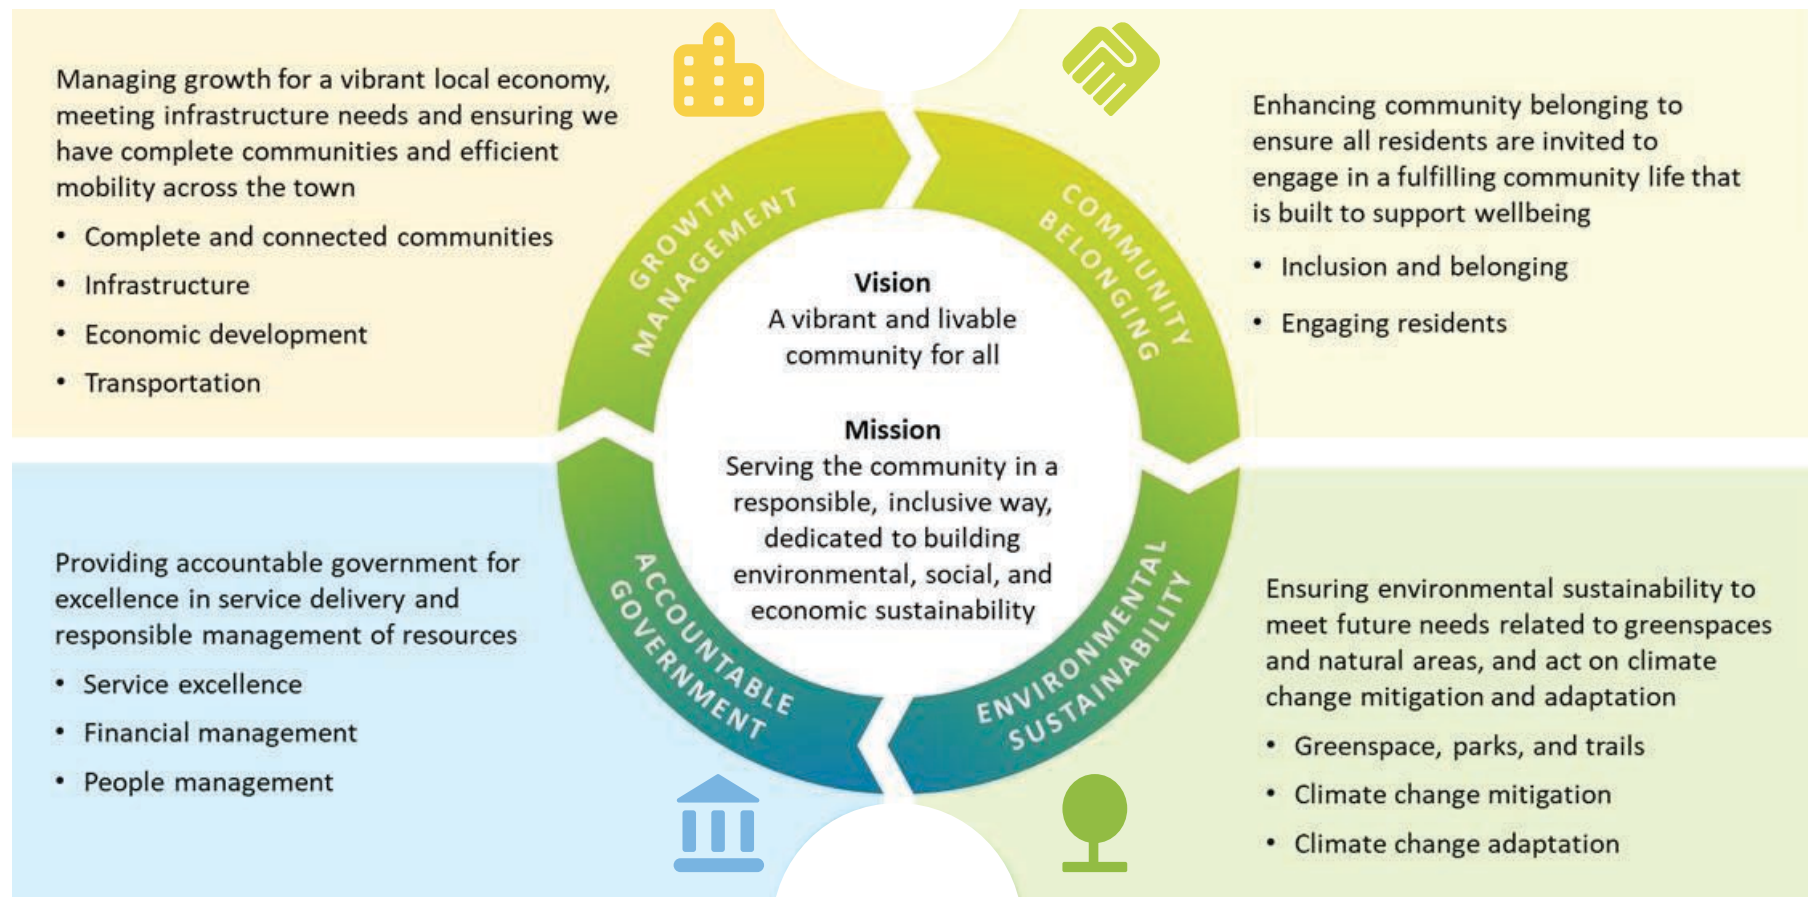 Managing growth for a vibrant local economy,
meeting infrastructure needs and ensuring we
have complete communities and efficient
mobility across the town
• Complete and connected communities
• Infrastructure
• Economic development
• Transportation
GROWTH
MANAGEMENT
COMMUNITY
BELONGING
Enhancing community belonging to
ensure all residents are invited to
engage in a fulfilling community life that
is built to support wellbeing
• Inclusion and belonging
• Engaging residents
Vision
A vibrant and livable
community for all
Mission
Serving the community in a
responsible, inclusive way,
dedicated to building
environmental, social, and
economic sustainability
Providing accountable government for
excellence in service delivery and
responsible management of resources
• Service excellence
• Financial management
• People management
ACCOUNTABLE
GOVERNMENT
ENVIRONMENTAL
SUSTAINABILITY
Ensuring environmental sustainability to
meet future needs related to greenspaces
and natural areas, and act on climate
change mitigation and adaptation
• Greenspace, parks, and trails
• Climate change mitigation
• Climate change adaptation